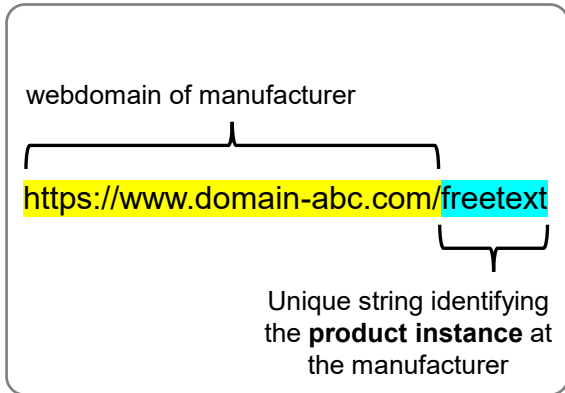 webdomain of manufacturer
https://www.domain-abc.com/freetext
Unique string identifying
the product instance at
the manufacturer